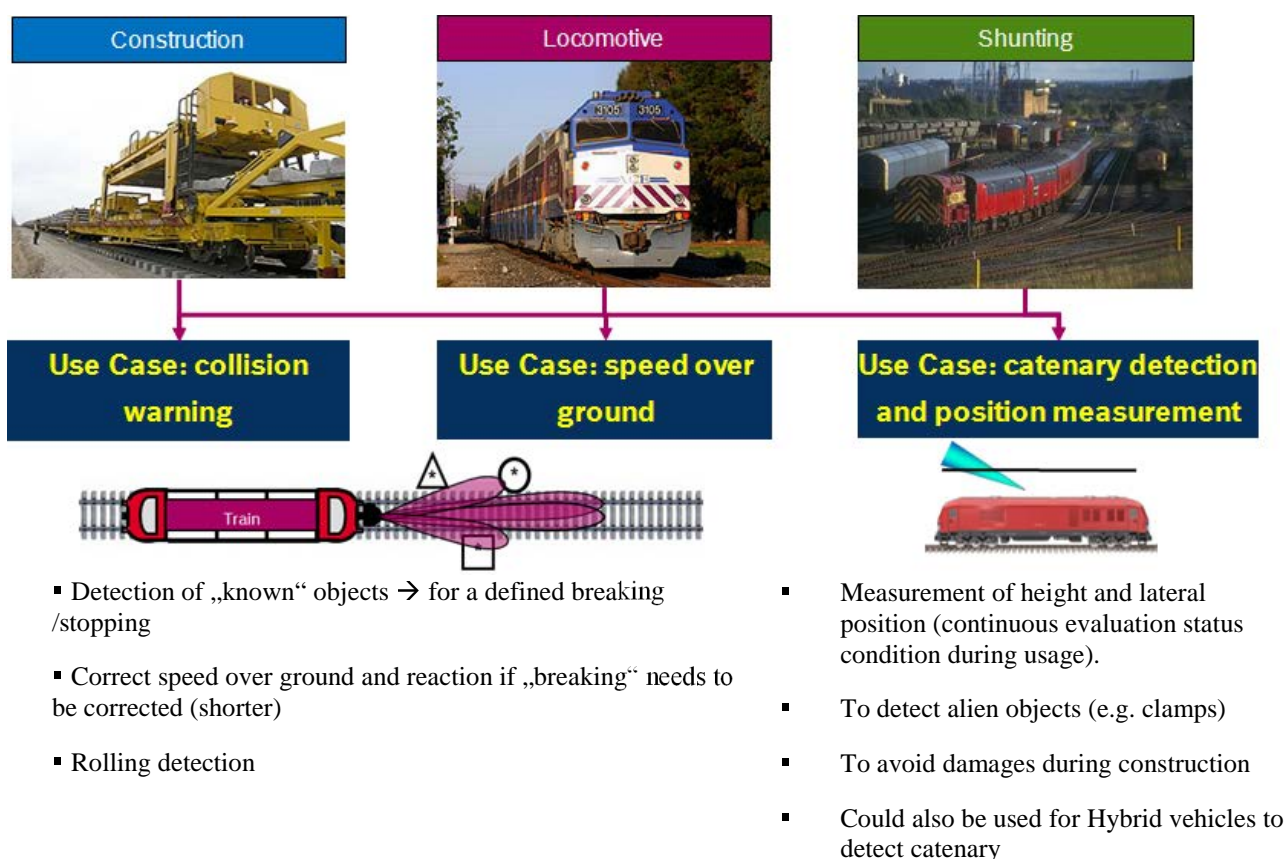 Construction
Locomotive
Shunting
3105
3105
Use Case: collision
warning
Use Case: speed over
ground
Use Case: catenary detection
and position measurement
Train
▪ Detection of „known“ objects → for a defined breaking
/stopping
▪ Correct speed over ground and reaction if „breaking“ needs to
be corrected (shorter)
▪ Rolling detection
▪ Measurement of height and lateral
position (continuous evaluation status
condition during usage).
▪ To detect alien objects (e.g. clamps)
▪ To avoid damages during construction
▪ Could also be used for Hybrid vehicles to
detect catenary